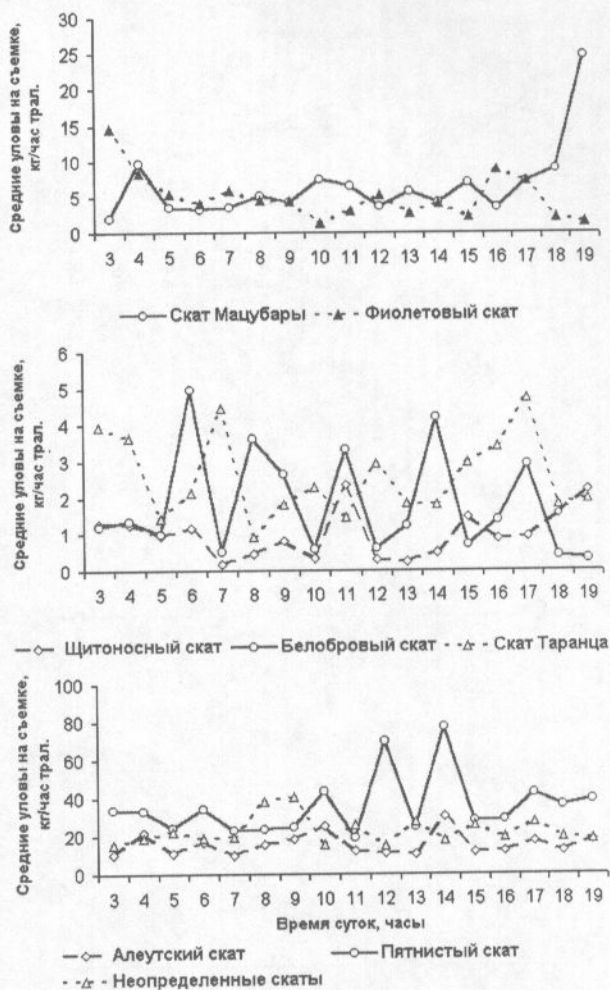 Средние уловы на съемке,
кг/час трал.
30
25
20
15
10
5
0
3 4 5 6 7 8 9 10 11 12 13 14 15 16 17 18 19
Скат Мацубары Фиолетовый скат
Средние уловы на съемке,
кг/час трал.
6
5
4
3
2
1
0
3 4 5 6 7 8 9 10 11 12 13 14 15 16 17 18 19
Щитоносный скат Белобровый скат Скат Таранца
Средние уловы на съемке,
кг/час трал.
100
80
60
40
20
0
3 4 5 6 7 8 9 10 11 12 13 14 15 16 17 18 19
Время суток, часы
Алеутский скат Пятнистый скат
Неопределенные скаты